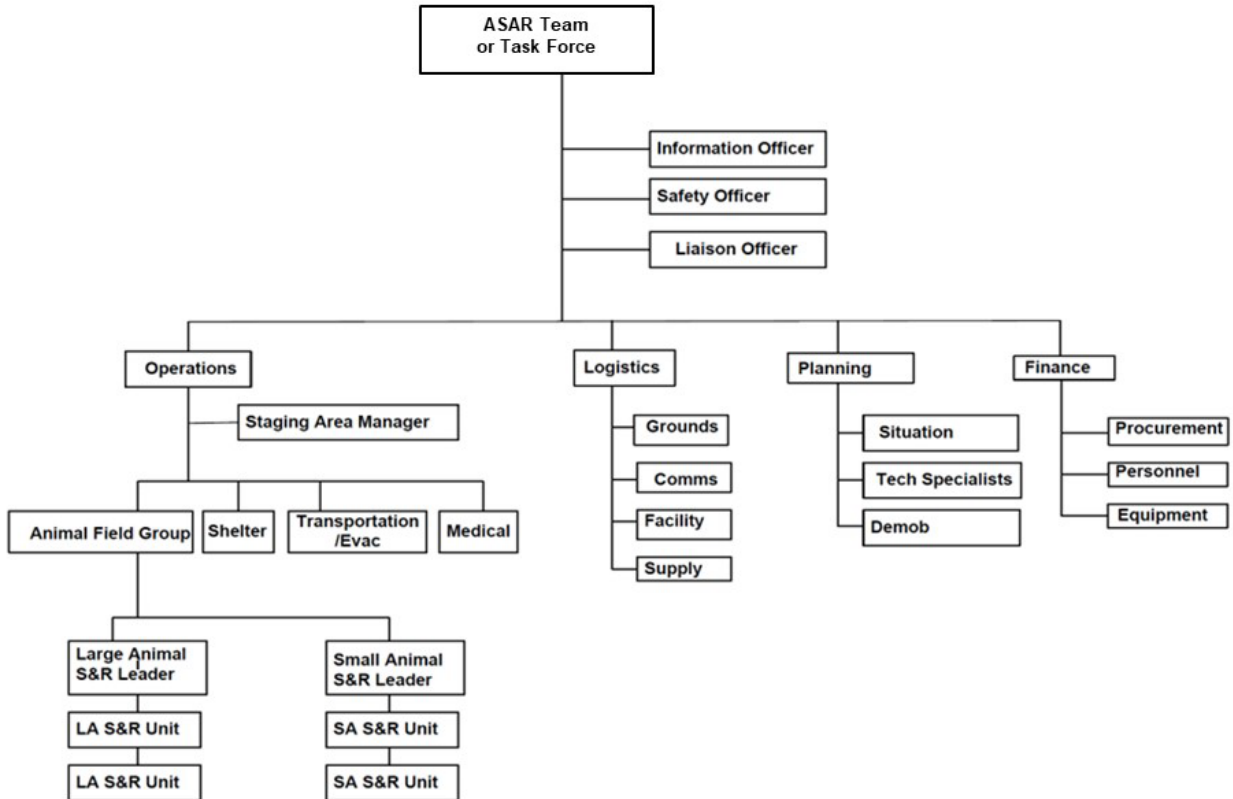 ASAR Team
or Task Force
Information Officer
Safety Officer
Liaison Officer
Operations
Logistics
Planning
Finance
Staging Area Manager
Grounds
Situation
Procurement
Comms
Tech Specialists
Personnel
Facility
Demob
Equipment
Supply
Animal Field Group
Shelter
Transportation
/Evac
Medical
Large Animal
S&R Leader
Small Animal
S&R Leader
LA S&R Unit
SA S&R Unit
LA S&R Unit
SA S&R Unit